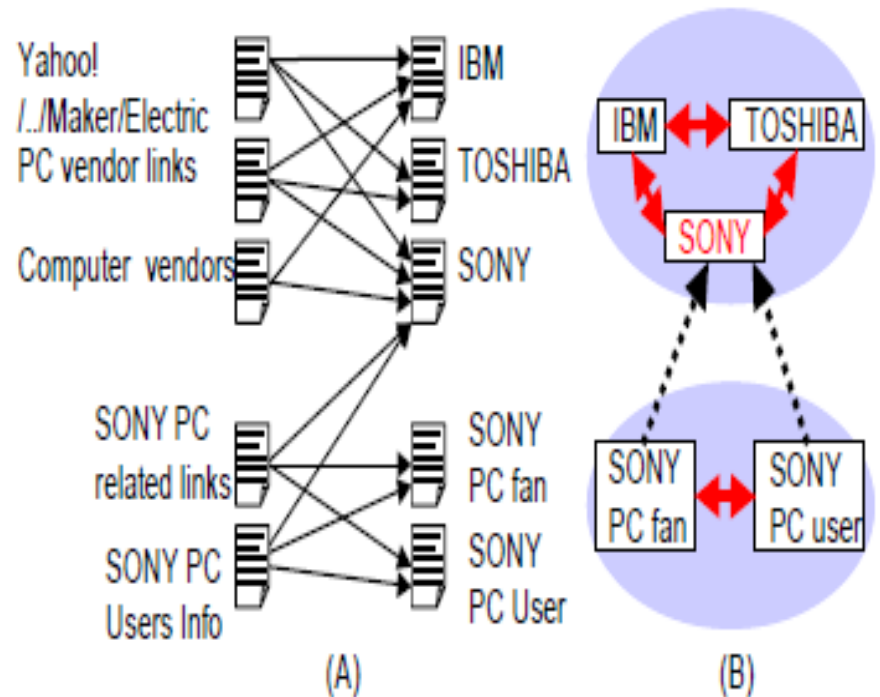 Yahoo!
/../Maker/Electric
PC vendor links
Computer vendors
SONY PC
related links
SONY PC
Users Info
IBM
TOSHIBA
SONY
SONY
PC fan
SONY
PC User
(A)
IBM
TOSHIBA
SONY
SONY
PC fan
SONY
PC user
(B)